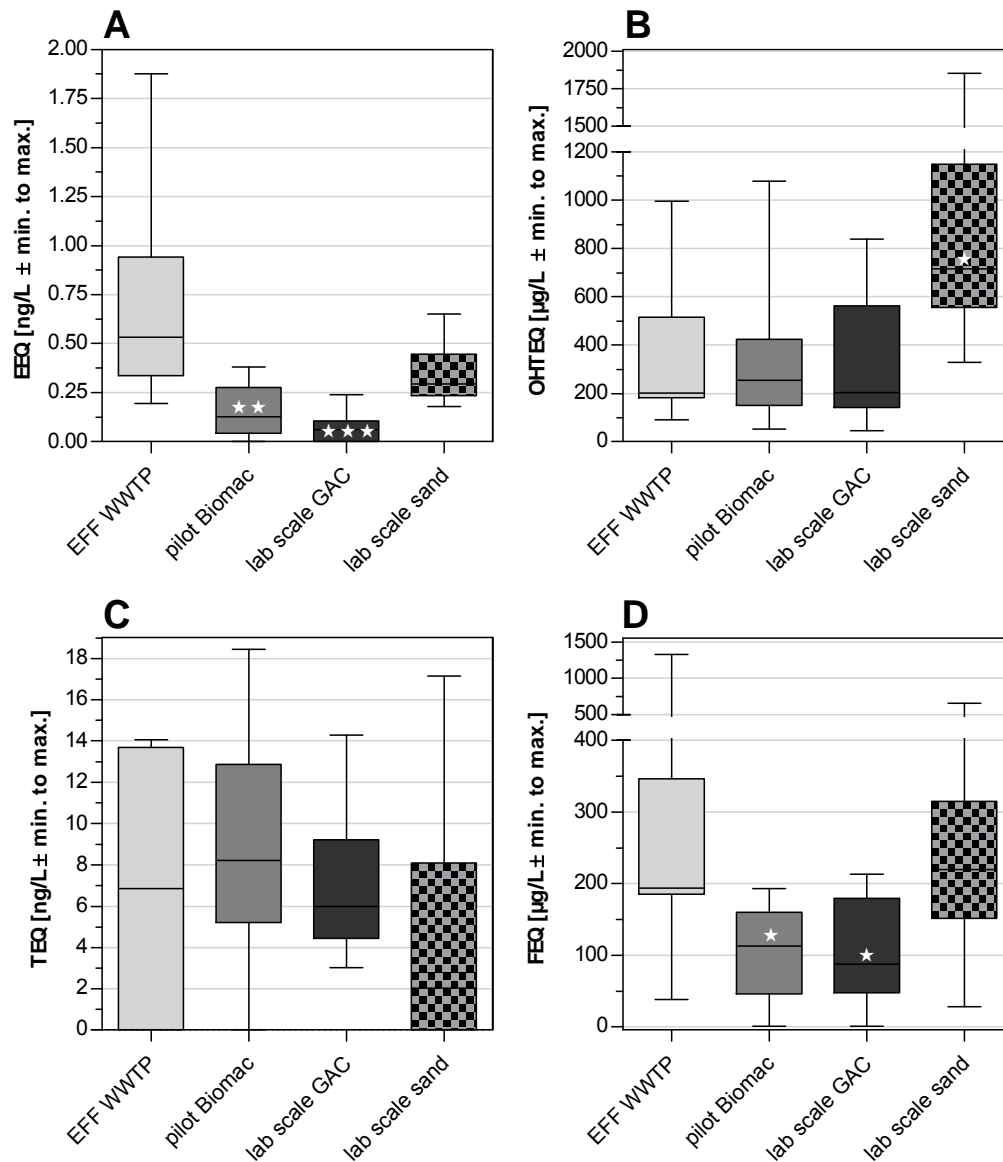 A
EEQ [ng/L ± min. to max.]
2.00
1.75
1.50
1.25
1.00
0.75
0.50
0.25
0.00
EFF WWTP
pilot Biomac
lab scale GAC
lab scale sand
B
OHTEQ [µg/L ± min. to max.]
2000
1750
1500
1200
1000
800
600
400
200
0
EFF WWTP
pilot Biomac
lab scale GAC
lab scale sand
C
TEQ [ng/L± min. to max.]
18
16
14
12
10
8
6
4
2
0
EFF WWTP
pilot Biomac
lab scale GAC
lab scale sand
D
FEQ [µg/L± min. to max.]
1500
1000
500
400
300
200
100
0
EFF WWTP
pilot Biomac
lab scale GAC
lab scale sand